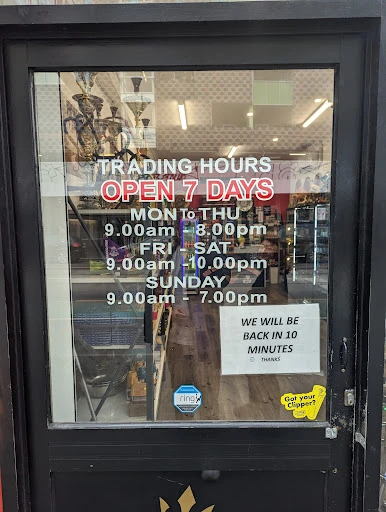 TRADING HOURS
OPEN 7 DAYS
MON To THU
9.00am - 8.00pm
FRI - SAT
9.00am -10.00pm
SUNDAY
9.00am - 7.00pm
WE WILL BE
BACK IN 10
MINUTES
☺ THANKS
ring
Got your
Clipper?